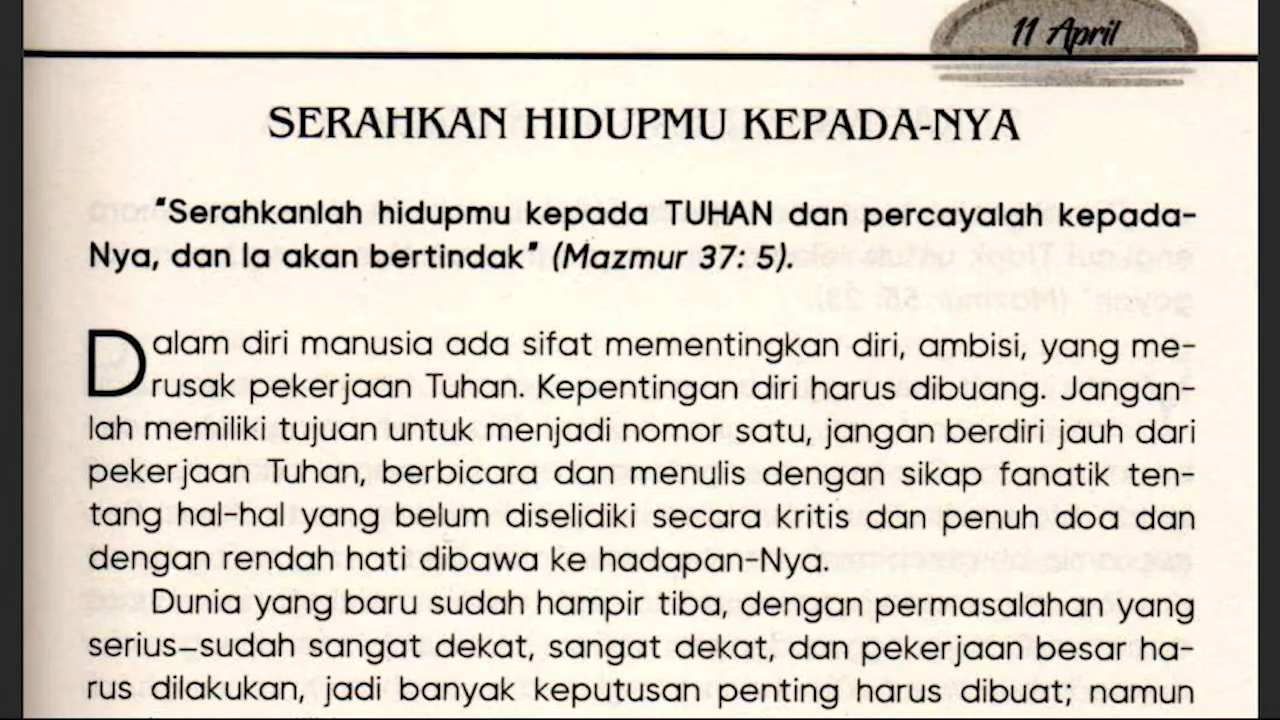 11 April
SERAHKAN HIDUPMU KEPADA-NYA
"Serahkanlah hidupmu kepada TUHAN dan percayalah kepada-
Nya, dan Ia akan bertindak" (Mazmur 37: 5).
Dalam diri manusia ada sifat mementingkan diri, ambisi, yang me-
rusak pekerjaan Tuhan. Kepentingan diri harus dibuang. Jangan-
lah memiliki tujuan untuk menjadi nomor satu, jangan berdiri jauh dari
pekerjaan Tuhan, berbicara dan menulis dengan sikap fanatik ten-
tang hal-hal yang belum diselidiki secara kritis dan penuh doa dan
dengan rendah hati dibawa ke hadapan-Nya.
Dunia yang baru sudah hampir tiba, dengan permasalahan yang
serius—sudah sangat dekat, sangat dekat, dan pekerjaan besar ha-
rus dilakukan, jadi banyak keputusan penting harus dibuat; namun